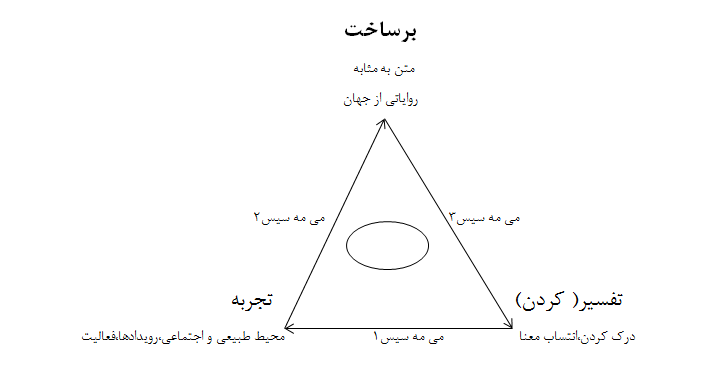 برساخت
متن به مثابه
روایاتی از جهان
می مه سیس۳
می مه سیس۲
تفسیر( کردن)
تجربه
درک کردن،انتساب معنا
می مه سیس۱
محیط طبیعی و اجتماعی،رویدادها،فعالیت